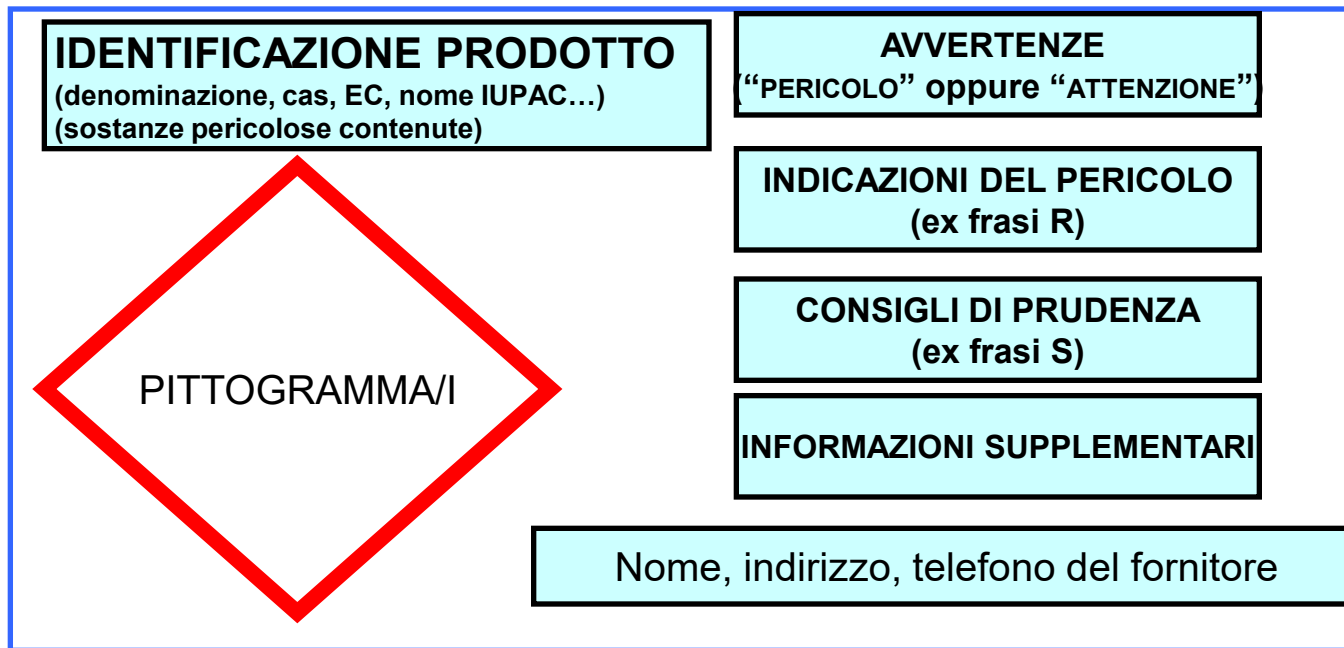 IDENTIFICAZIONE PRODOTTO
(denominazione, cas, EC, nome IUPAC…)
(sostanze pericolose contenute)
AVVERTENZE
(“PERICOLO” oppure “ATTENZIONE”)
INDICAZIONI DEL PERICOLO
(ex frasi R)
CONSIGLI DI PRUDENZA
(ex frasi S)
PITTOGRAMMA/I
INFORMAZIONI SUPPLEMENTARI
Nome, indirizzo, telefono del fornitore